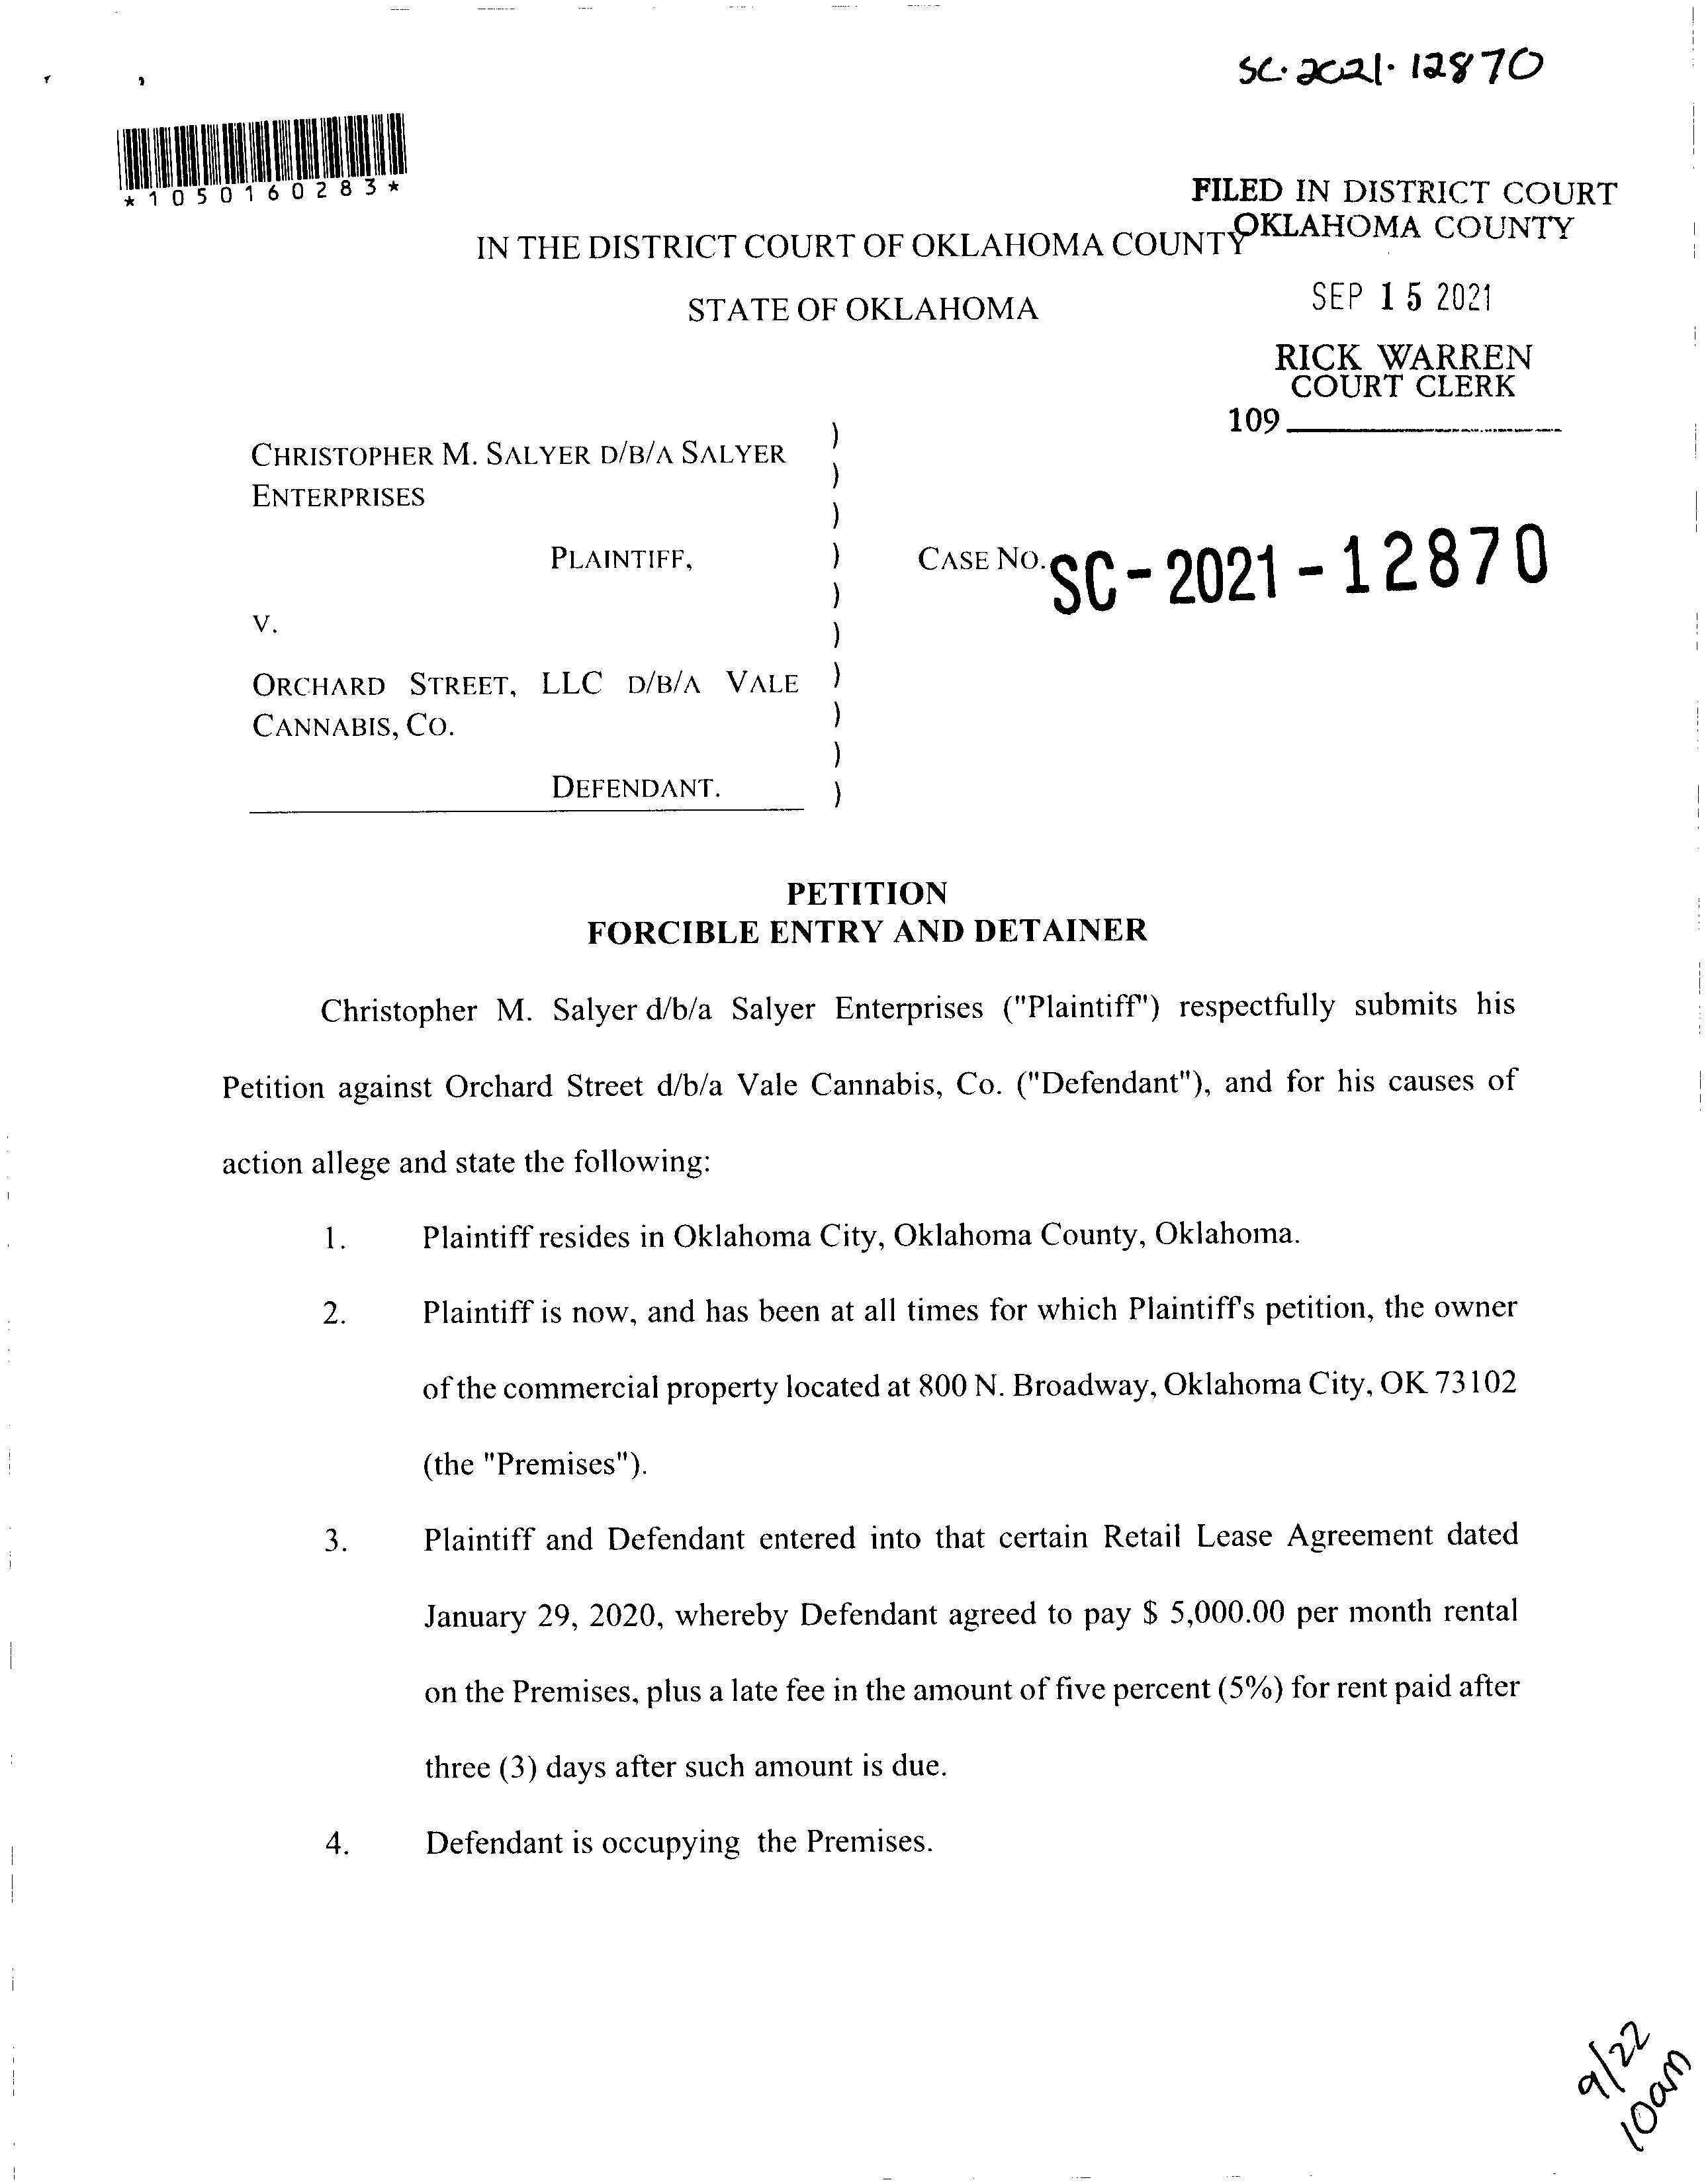 SC-2021-12870
*1050160283*
FILED IN DISTRICT COURT
OKLAHOMA COUNTY
IN THE DISTRICT COURT OF OKLAHOMA COUNTY
SEP 15 2021
STATE OF OKLAHOMA
RICK WARREN
COURT CLERK
109
CHRISTOPHER M. SALYER D/B/A SALYER )
ENTERPRISES )
)
PLAINTIFF, ) CASE NO. SC-2021-12870
)
V. )
ORCHARD STREET, LLC D/B/A VALE )
CANNABIS, CO. )
)
DEFENDANT. )
PETITION
FORCIBLE ENTRY AND DETAINER
Christopher M. Salyer d/b/a Salyer Enterprises ("Plaintiff") respectfully submits his
Petition against Orchard Street d/b/a Vale Cannabis, Co. ("Defendant"), and for his causes of
action allege and state the following:
1. Plaintiff resides in Oklahoma City, Oklahoma County, Oklahoma.
2. Plaintiff is now, and has been at all times for which Plaintiff's petition, the owner
of the commercial property located at 800 N. Broadway, Oklahoma City, OK 73102
(the "Premises").
3. Plaintiff and Defendant entered into that certain Retail Lease Agreement dated
January 29, 2020, whereby Defendant agreed to pay $ 5,000.00 per month rental
on the Premises, plus a late fee in the amount of five percent (5%) for rent paid after
three (3) days after such amount is due.
4. Defendant is occupying the Premises.
9/22
10am